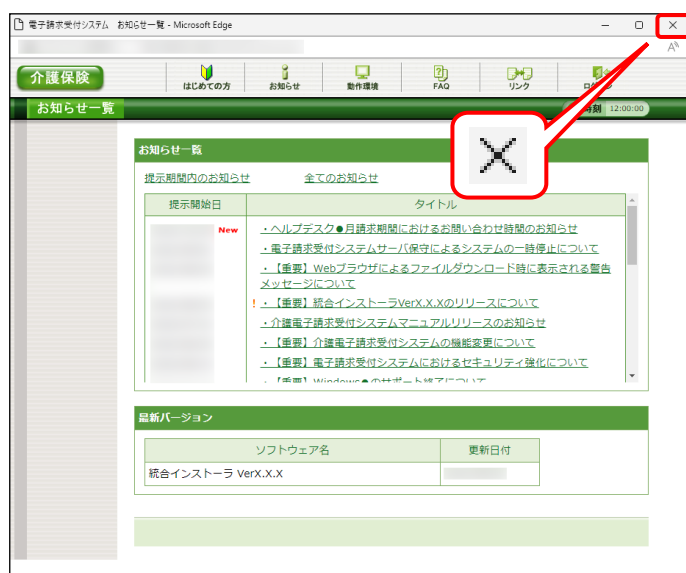 電子請求受付システム お知らせ一覧 - Microsoft Edge
介護保険
はじめての方 お知らせ 動作環境 FAQ リンク
お知らせ一覧
12:00:00
お知らせ一覧
提示期間内のお知らせ 全てのお知らせ
提示開始日 タイトル
New ・ヘルプデスク●月請求期間におけるお問い合わせ時間のお知らせ
・電子請求受付システムサーバ保守によるシステムの一時停止について
・【重要】Webブラウザによるファイルダウンロード時に表示される警告
メッセージについて
! ・【重要】統合インストーラVerX.X.Xのリリースについて
・介護電子請求受付システムマニュアルリリースのお知らせ
・【重要】介護電子請求受付システムの機能変更について
・【重要】電子請求受付システムにおけるセキュリティ強化について
・【重要】Windows●のサポート終了について
最新バージョン
ソフトウェア名 更新日付
統合インストーラ VerX.X.X